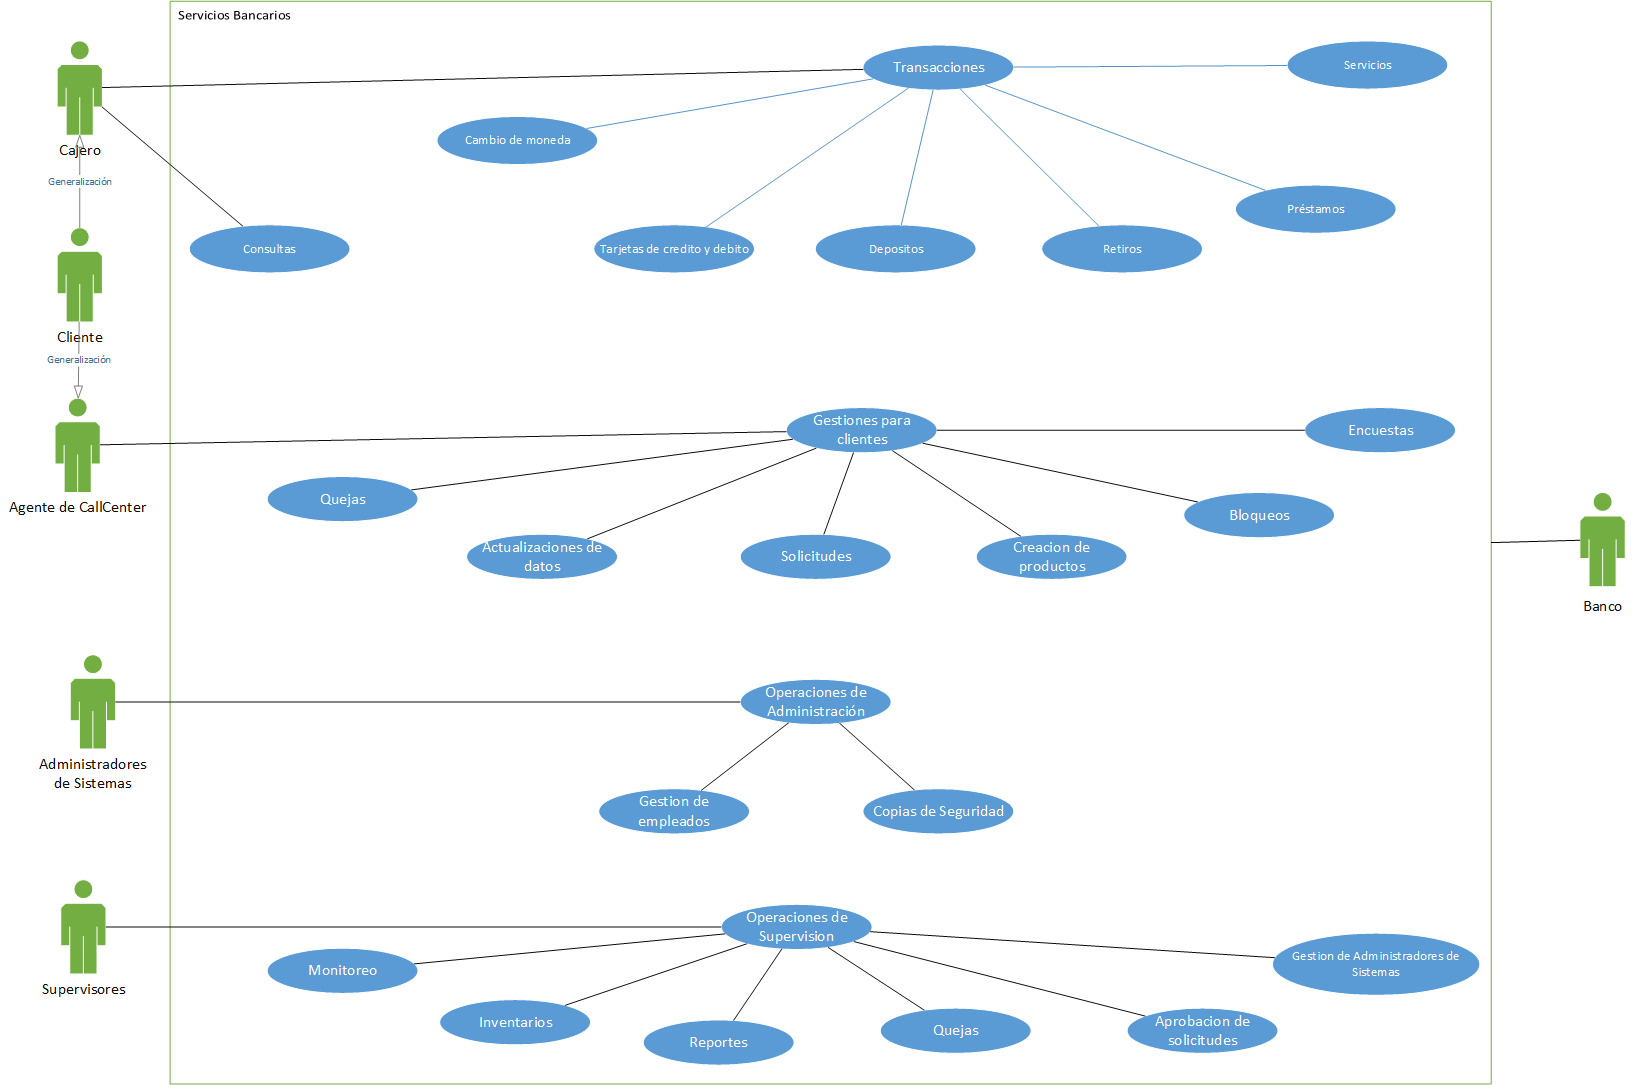 Servicios Bancarios
Transacciones
Servicios
Cambio de moneda
Cajero
Generalización
Préstamos
Consultas
Tarjetas de credito y debito
Depositos
Retiros
Cliente
Generalización
Gestiones para
clientes
Encuestas
Quejas
Agente de CallCenter
Bloqueos
Actualizaciones de
datos
Solicitudes
Creacion de
productos
Banco
Operaciones de
Administración
Administradores
de Sistemas
Gestion de
empleados
Copias de Seguridad
Operaciones de
Supervision
Gestion de Administradores de
Sistemas
Monitoreo
Supervisores
Inventarios
Reportes
Quejas
Aprobacion de
solicitudes